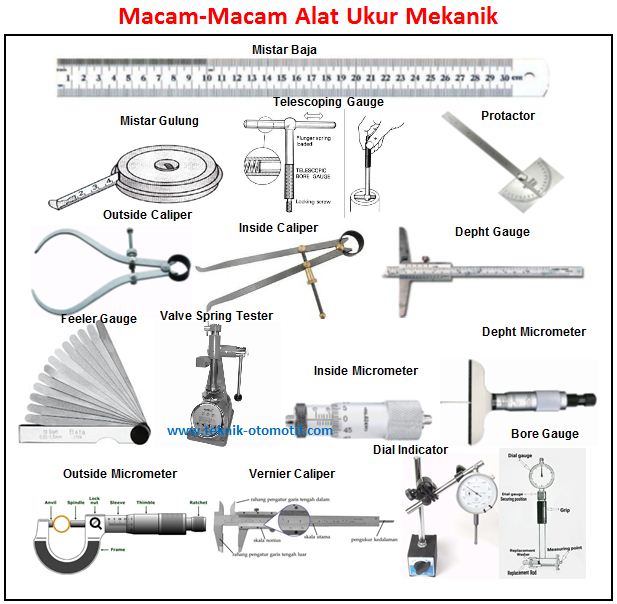 Macam-Macam Alat Ukur Mekanik
Mistar Baja
1 2 3 4 5 6 7 8 9 10 11 12 13 14 15 16 17 18 19 20 21 22 23 24 25 26 27 28 29 30 cm
Telescoping Gauge
Mistar Gulung
Protactor
Plunger spring
loaded
TELESCOPIC
BORE GAUGE
Locking screw
Outside Caliper
Inside Caliper
Depht Gauge
Feeler Gauge
Valve Spring Tester
Depht Micrometer
Inside Micrometer
www.teknik-otomotif.com
Bore Gauge
Dial Indicator
Outside Micrometer
Vernier Caliper
Anvil
Spindle
Lock
nut
Sleeve
Thimble
Ratchet
Frame
rahang pengatur garis tengah dalam
skala nonius
skala utama
pengukur kedalaman
rahang pengatur garis tengah luar
Dial gauge
Dial gauge
Securing position
Grip
Replacement
Washer
Measuring point
Replacement Rod